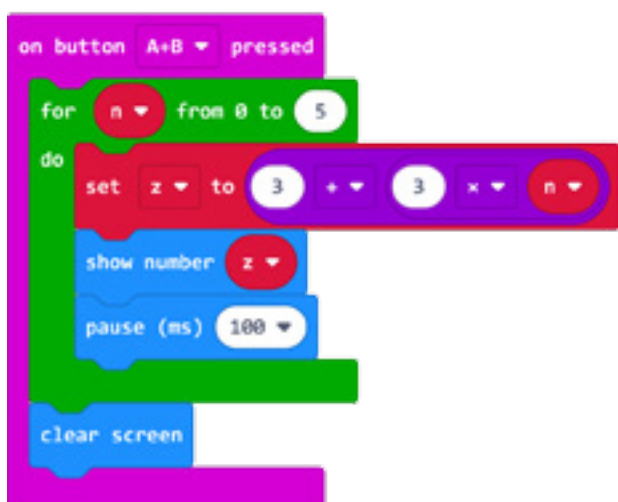 on button A+B pressed
for n from 0 to 5
do
set z to 3 + 3 × n
show number z
pause (ms) 100
clear screen